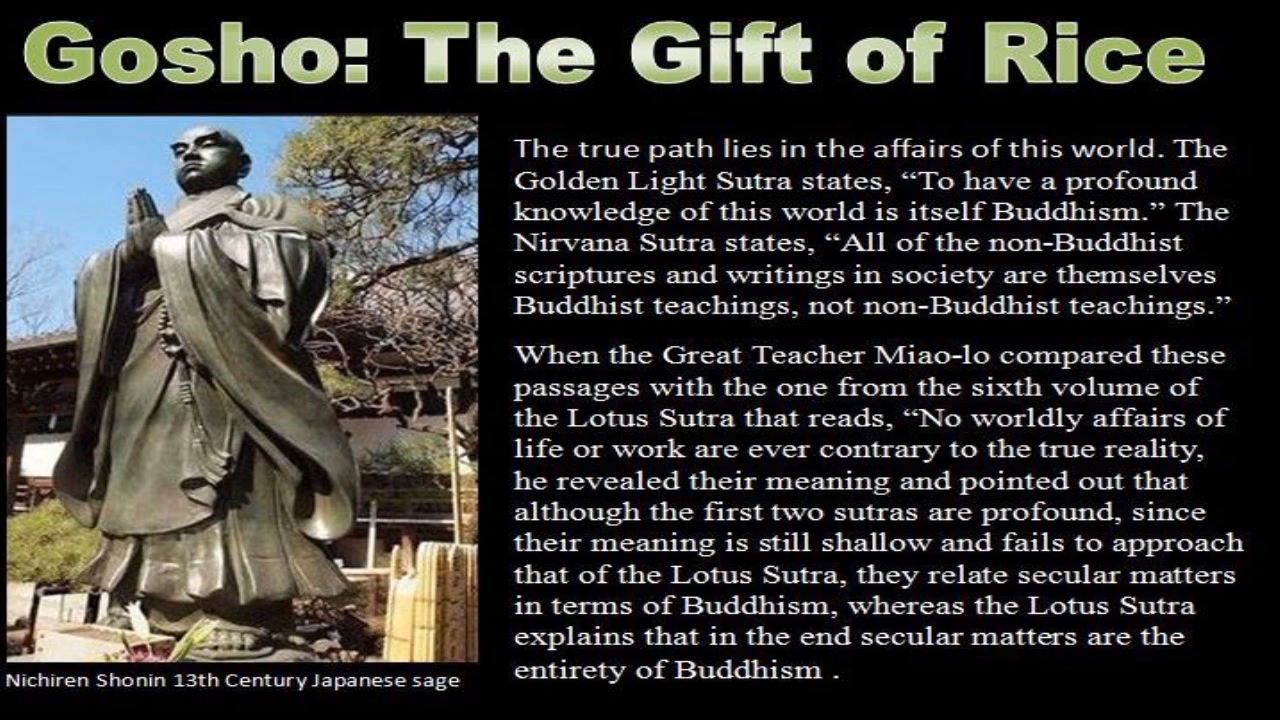 Gosho: The Gift of Rice
The true path lies in the affairs of this world. The
Golden Light Sutra states, “To have a profound
knowledge of this world is itself Buddhism.” The
Nirvana Sutra states, “All of the non-Buddhist
scriptures and writings in society are themselves
Buddhist teachings, not non-Buddhist teachings.”
When the Great Teacher Miao-lo compared these
passages with the one from the sixth volume of
the Lotus Sutra that reads, “No worldly affairs of
life or work are ever contrary to the true reality,
he revealed their meaning and pointed out that
although the first two sutras are profound, since
their meaning is still shallow and fails to approach
that of the Lotus Sutra, they relate secular matters
in terms of Buddhism, whereas the Lotus Sutra
explains that in the end secular matters are the
entirety of Buddhism .
Nichiren Shonin 13th Century Japanese sage